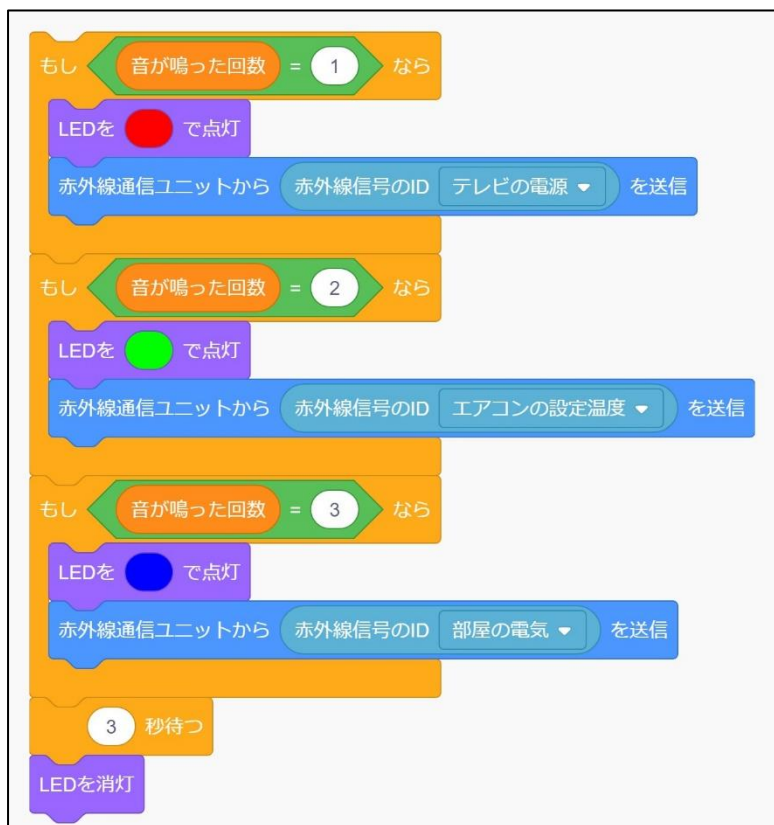 もし 音が鳴った回数 = 1 なら
LEDを で点灯
赤外線通信ユニットから 赤外線信号のID テレビの電源 を送信
もし 音が鳴った回数 = 2 なら
LEDを で点灯
赤外線通信ユニットから 赤外線信号のID エアコンの設定温度 を送信
もし 音が鳴った回数 = 3 なら
LEDを で点灯
赤外線通信ユニットから 赤外線信号のID 部屋の電気 を送信
3 秒待つ
LEDを消灯